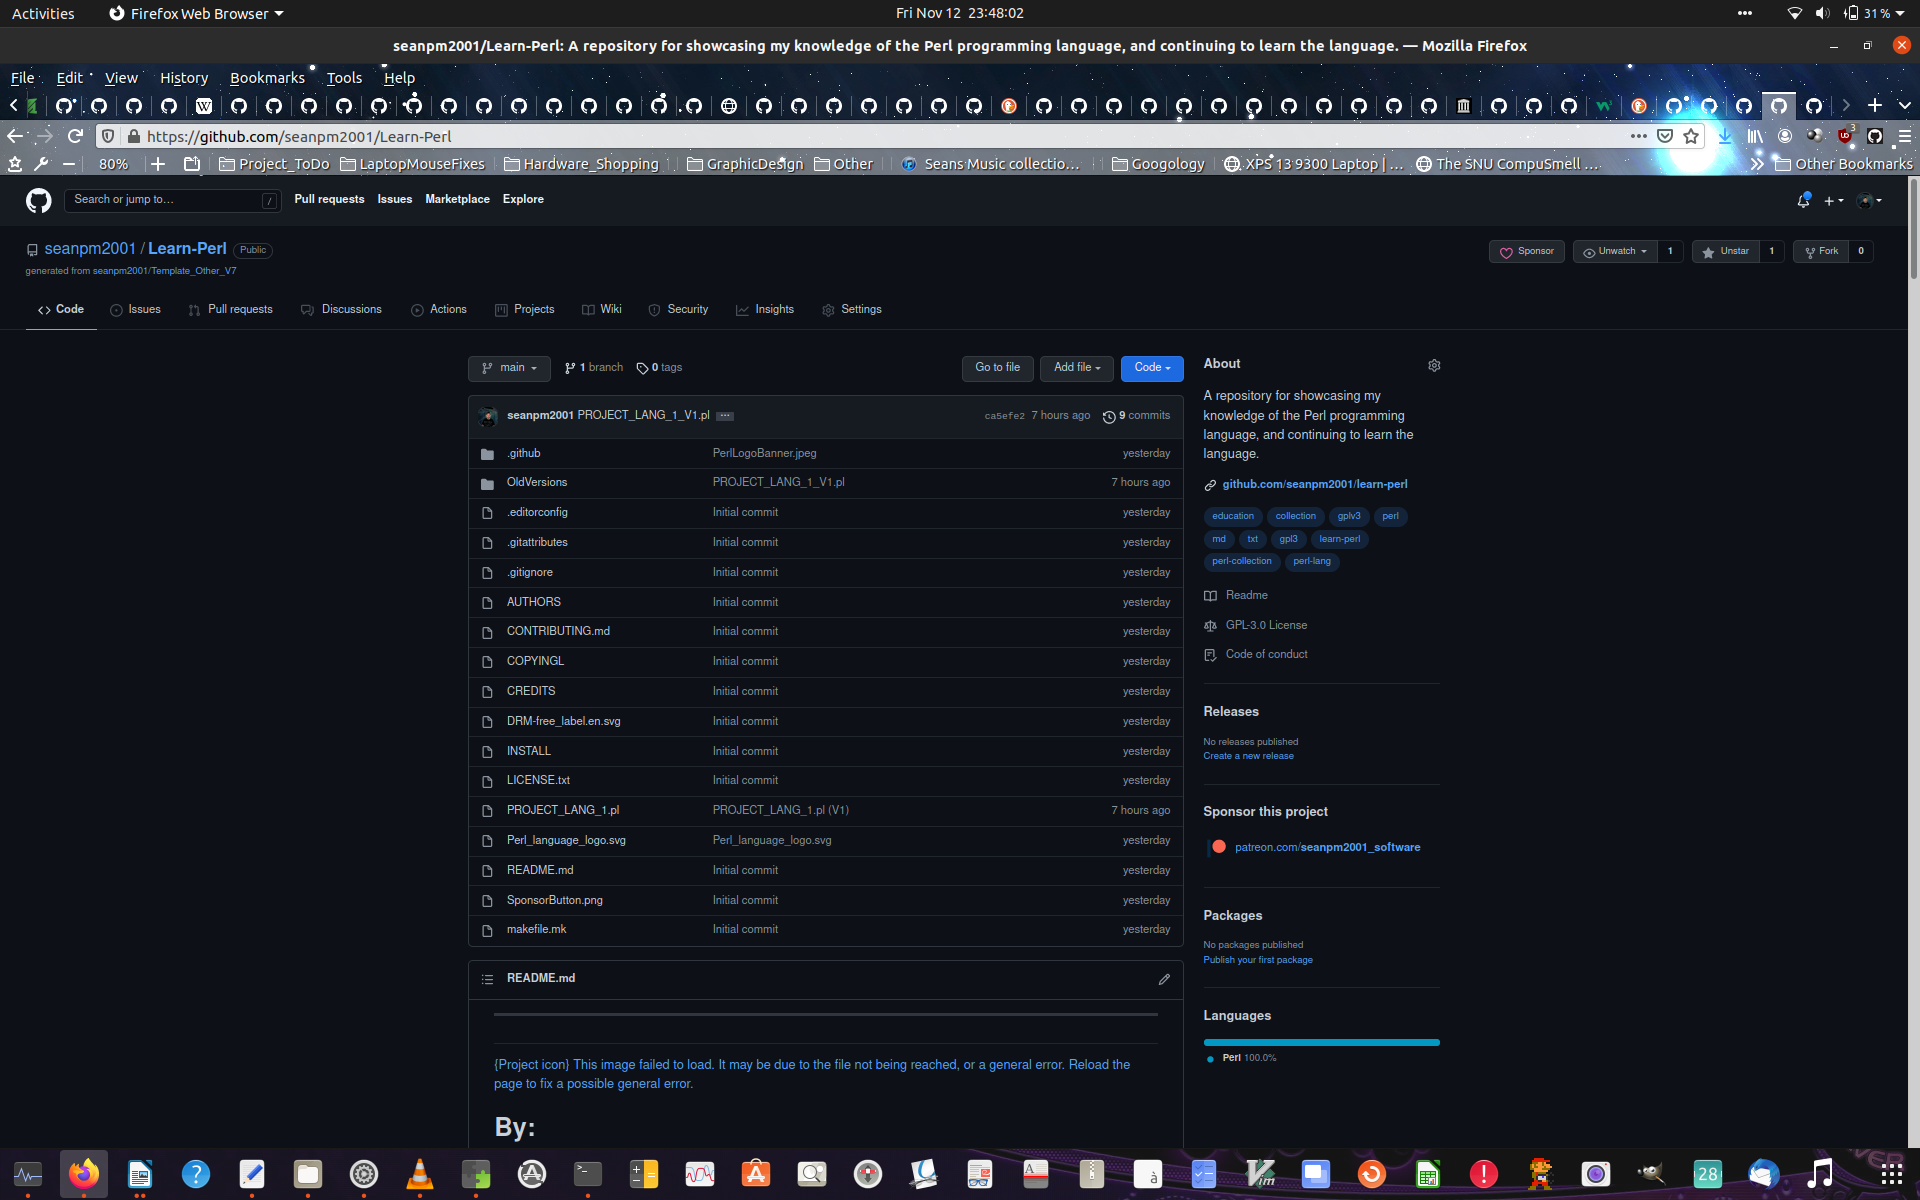 Activities Firefox Web Browser Fri Nov 12 23:48:02 31%
seanpm2001/Learn-Perl: A repository for showcasing my knowledge of the Perl programming language, and continuing to learn the language. — Mozilla Firefox
File Edit View History Bookmarks Tools Help
https://github.com/seanpm2001/Learn-Perl 3
80% Project_ToDo LaptopMouseFixes Hardware_Shopping GraphicDesign Other Seans Music collectio… Googology XPS 13 9300 Laptop | … The SNU CompuSmell … Other Bookmarks
Search or jump to… / Pull requests Issues Marketplace Explore
seanpm2001 / Learn-Perl Public Sponsor Unwatch 1 Unstar 1 Fork 0
generated from seanpm2001/Template_Other_V7
Code Issues Pull requests Discussions Actions Projects Wiki Security Insights Settings
main 1 branch 0 tags Go to file Add file Code
seanpm2001 PROJECT_LANG_1_V1.pl ca5efe2 7 hours ago 9 commits
.github PerlLogoBanner.jpeg yesterday
OldVersions PROJECT_LANG_1_V1.pl 7 hours ago
.editorconfig Initial commit yesterday
.gitattributes Initial commit yesterday
.gitignore Initial commit yesterday
AUTHORS Initial commit yesterday
CONTRIBUTING.md Initial commit yesterday
COPYINGL Initial commit yesterday
CREDITS Initial commit yesterday
DRM-free_label.en.svg Initial commit yesterday
INSTALL Initial commit yesterday
LICENSE.txt Initial commit yesterday
PROJECT_LANG_1.pl PROJECT_LANG_1.pl (V1) 7 hours ago
Perl_language_logo.svg Perl_language_logo.svg yesterday
README.md Initial commit yesterday
SponsorButton.png Initial commit yesterday
makefile.mk Initial commit yesterday
README.md
{Project icon} This image failed to load. It may be due to the file not being reached, or a general error. Reload the
page to fix a possible general error.
By:
About
A repository for showcasing my
knowledge of the Perl programming
language, and continuing to learn the
language.
github.com/seanpm2001/learn-perl
education collection gplv3 perl
md txt gpl3 learn-perl
perl-collection perl-lang
Readme
GPL-3.0 License
Code of conduct
Releases
No releases published
Create a new release
Sponsor this project
patreon.com/seanpm2001_software
Packages
No packages published
Publish your first package
Languages
Perl 100.0%
28